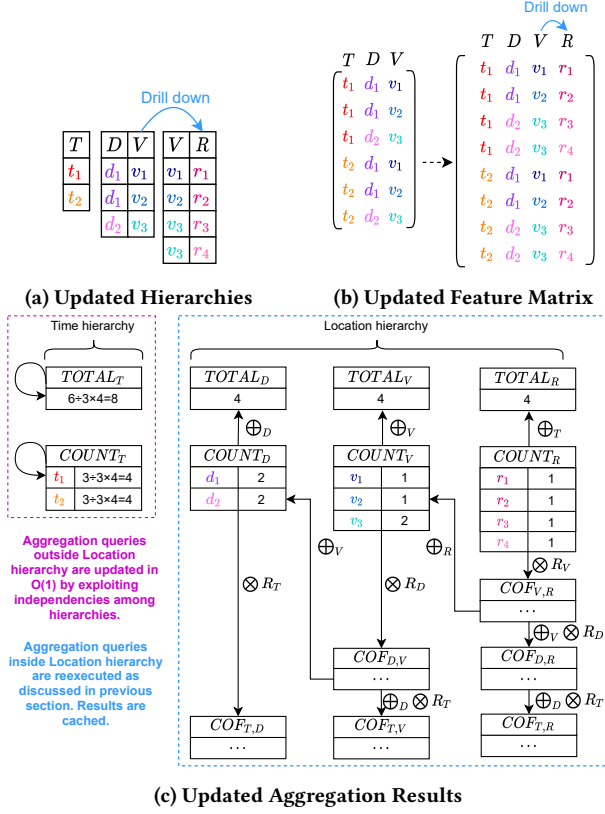 Drill down
T D V V R
t1 d1 v1 v1 r1
t2 d1 v2 v2 r2
d2 v3 v3 r3
v3 r4
(a) Updated Hierarchies
T D V
t1 d1 v1
t1 d1 v2
t1 d2 v3
t2 d1 v1
t2 d1 v2
t2 d2 v3
Drill down
T D V R
t1 d1 v1 r1
t1 d1 v2 r2
t1 d2 v3 r3
t1 d2 v3 r4
t2 d1 v1 r1
t2 d1 v2 r2
t2 d2 v3 r3
t2 d2 v3 r4
(b) Updated Feature Matrix
Time hierarchy
TOTAL_T
6÷3×4=8
COUNT_T
t1 3÷3×4=4
t2 3÷3×4=4
Aggregation queries
outside Location
hierarchy are updated in
O(1) by exploiting
independencies among
hierarchies.
Aggregation queries
inside Location hierarchy
are reexecuted as
discussed in previous
section. Results are
cached.
Location hierarchy
TOTAL_D TOTAL_V TOTAL_R
4 4 4
⊕_D ⊕_V ⊕_T
COUNT_D COUNT_V COUNT_R
d1 2 v1 1 r1 1
d2 2 v2 1 r2 1
v3 2 r3 1
r4 1
⊕_V ⊕_R
⊗ R_T ⊗ R_D ⊗ R_V
COF_{V,R}
...
⊕_V ⊗ R_D
COF_{D,V} COF_{D,R}
... ...
⊕_D ⊗ R_T ⊕_D ⊗ R_T
COF_{T,D} COF_{T,V} COF_{T,R}
... ... ...
(c) Updated Aggregation Results